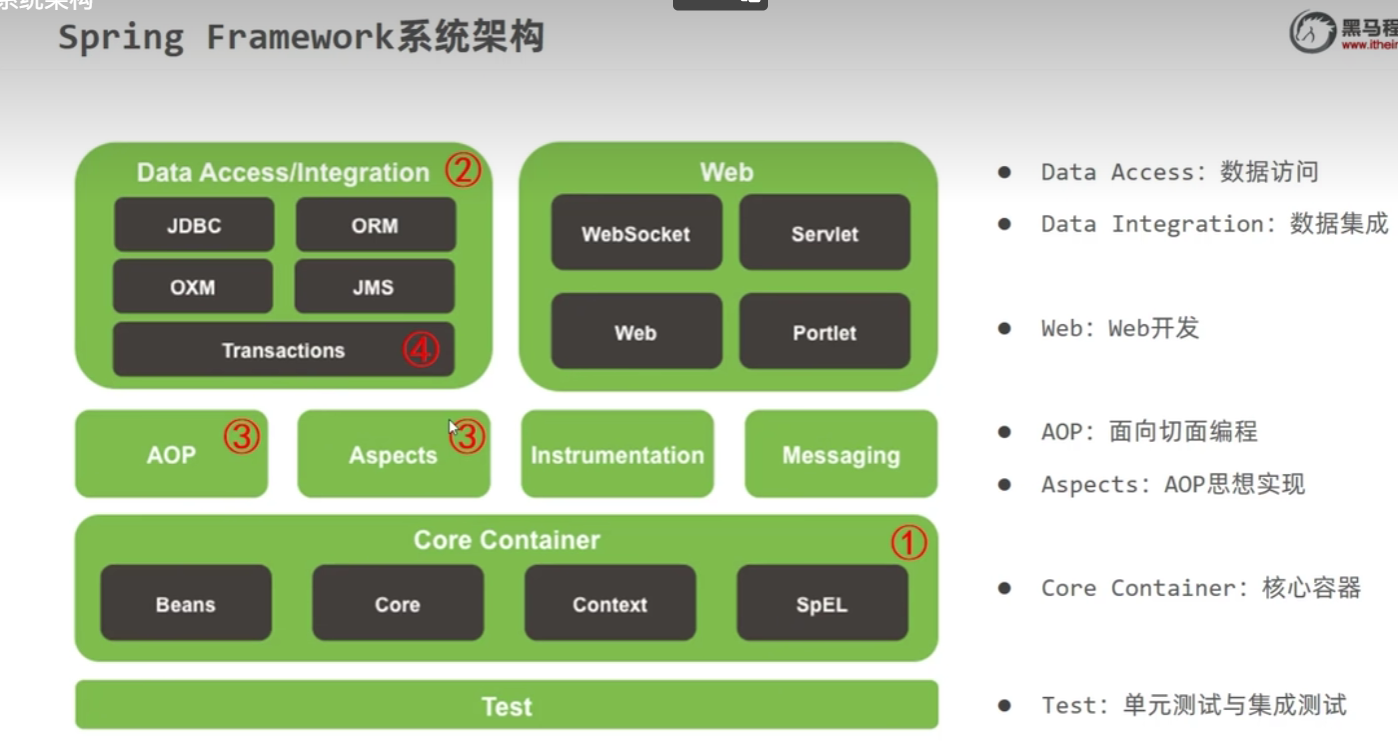 系统架构
Spring Framework系统架构
黑马程
www.itheir
Data Access/Integration ②
JDBC
ORM
OXM
JMS
Transactions ④
Web
WebSocket
Servlet
Web
Portlet
AOP ③
Aspects ③
Instrumentation
Messaging
Core Container ①
Beans
Core
Context
SpEL
Test
● Data Access: 数据访问
● Data Integration: 数据集成
● Web: Web开发
● AOP: 面向切面编程
● Aspects: AOP思想实现
● Core Container: 核心容器
● Test: 单元测试与集成测试